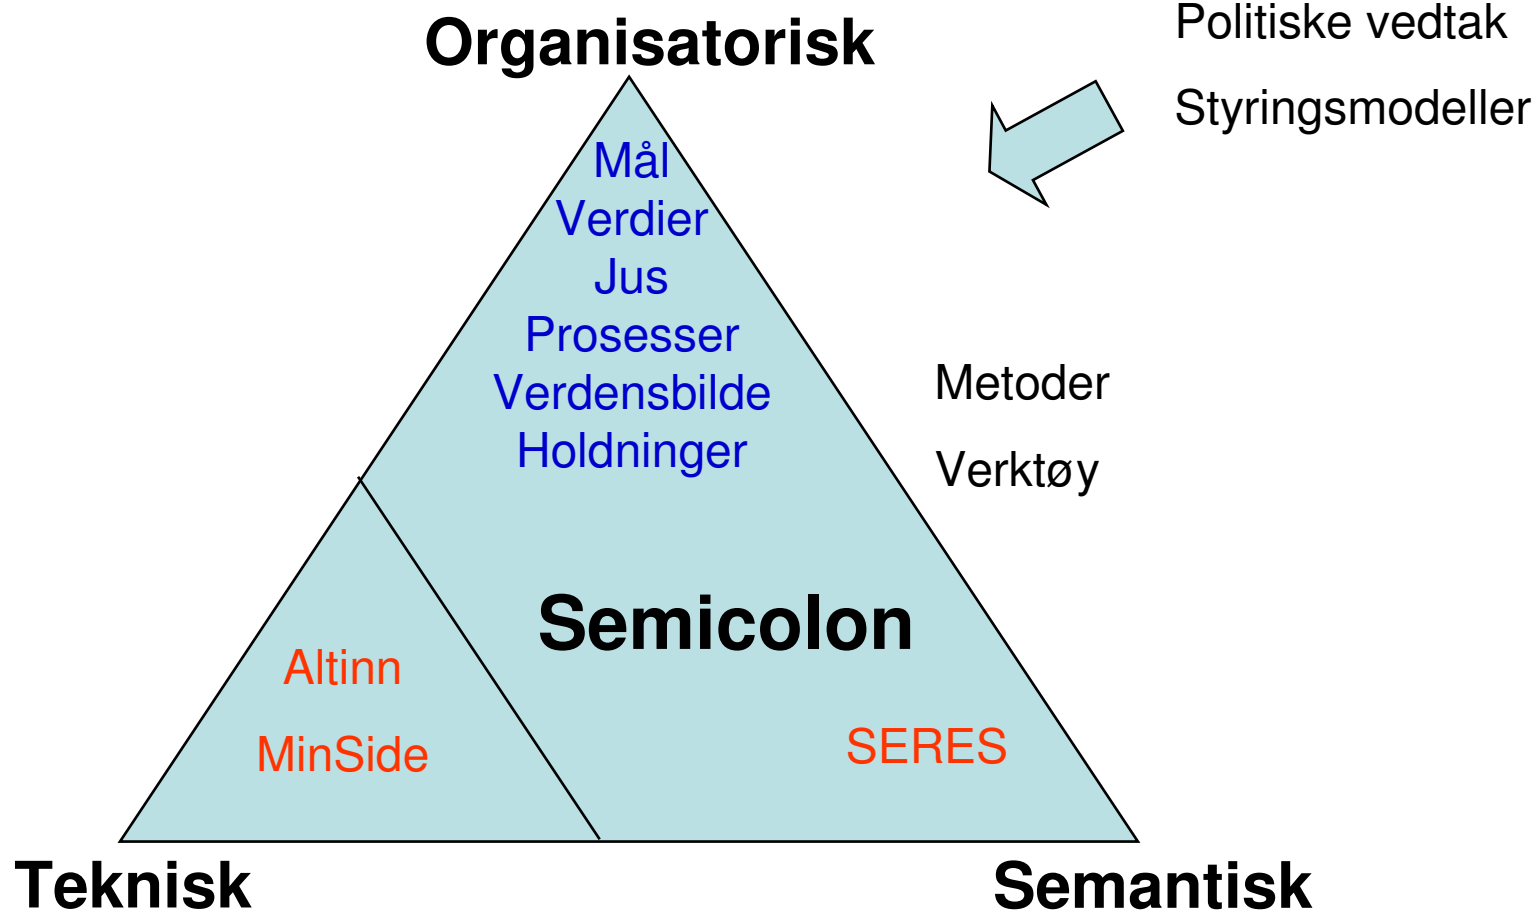 Organisatorisk
Politiske vedtak
Styringsmodeller
Mål
Verdier
Jus
Prosesser
Verdensbilde
Holdninger
Metoder
Verktøy
Semicolon
Altinn
MinSide
SERES
Teknisk
Semantisk